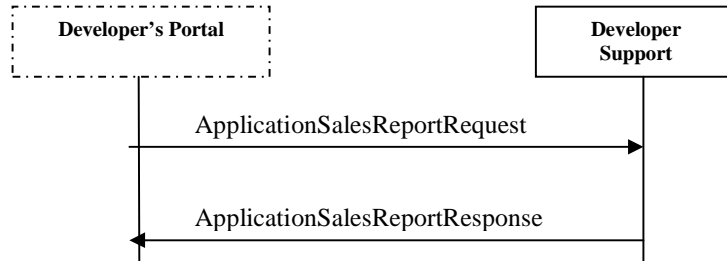 Developer’s Portal
Developer
Support
ApplicationSalesReportRequest
ApplicationSalesReportResponse